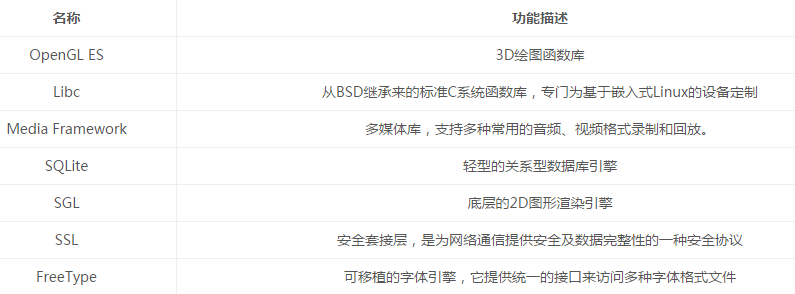 名称 功能描述
OpenGL ES 3D绘图函数库
Libc 从BSD继承来的标准C系统函数库，专门为基于嵌入式Linux的设备定制
Media Framework 多媒体库，支持多种常用的音频、视频格式录制和回放。
SQLite 轻型的关系型数据库引擎
SGL 底层的2D图形渲染引擎
SSL 安全套接层，是为网络通信提供安全及数据完整性的一种安全协议
FreeType 可移植的字体引擎，它提供统一的接口来访问多种字体格式文件